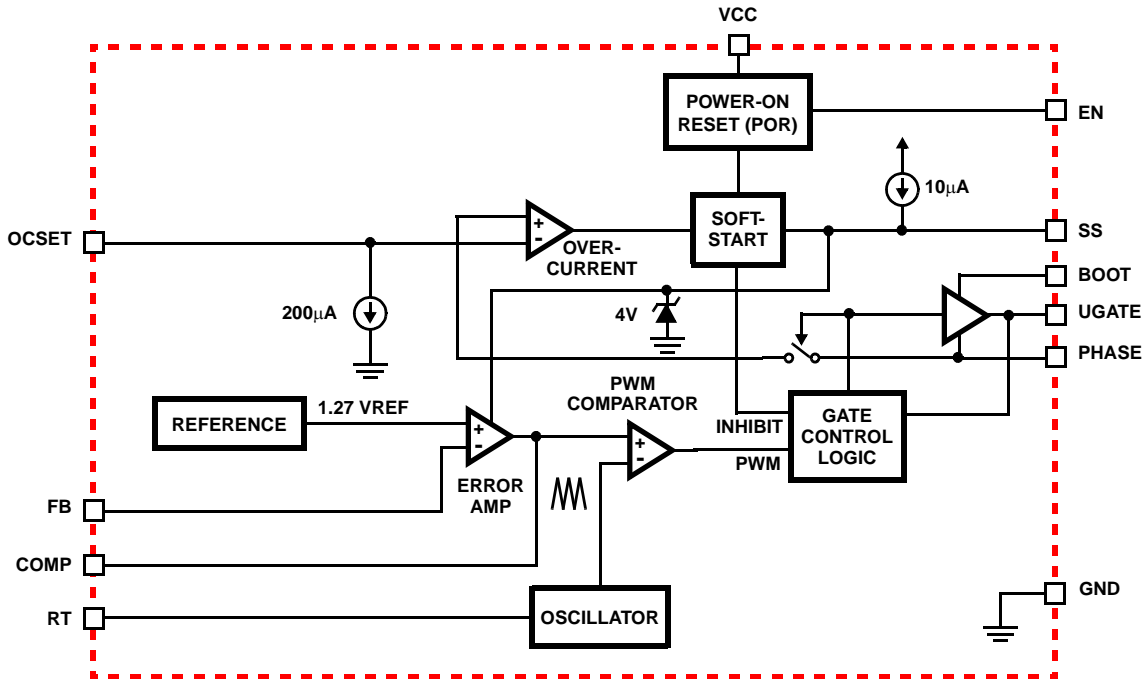 VCC
POWER-ON
RESET (POR)
EN
10µA
OCSET
+
-
OVER-
CURRENT
SOFT-
START
SS
BOOT
200µA
4V
UGATE
PHASE
PWM
COMPARATOR
REFERENCE
1.27 VREF
+
-
+
-
INHIBIT
PWM
GATE
CONTROL
LOGIC
ERROR
AMP
FB
COMP
RT
OSCILLATOR
GND